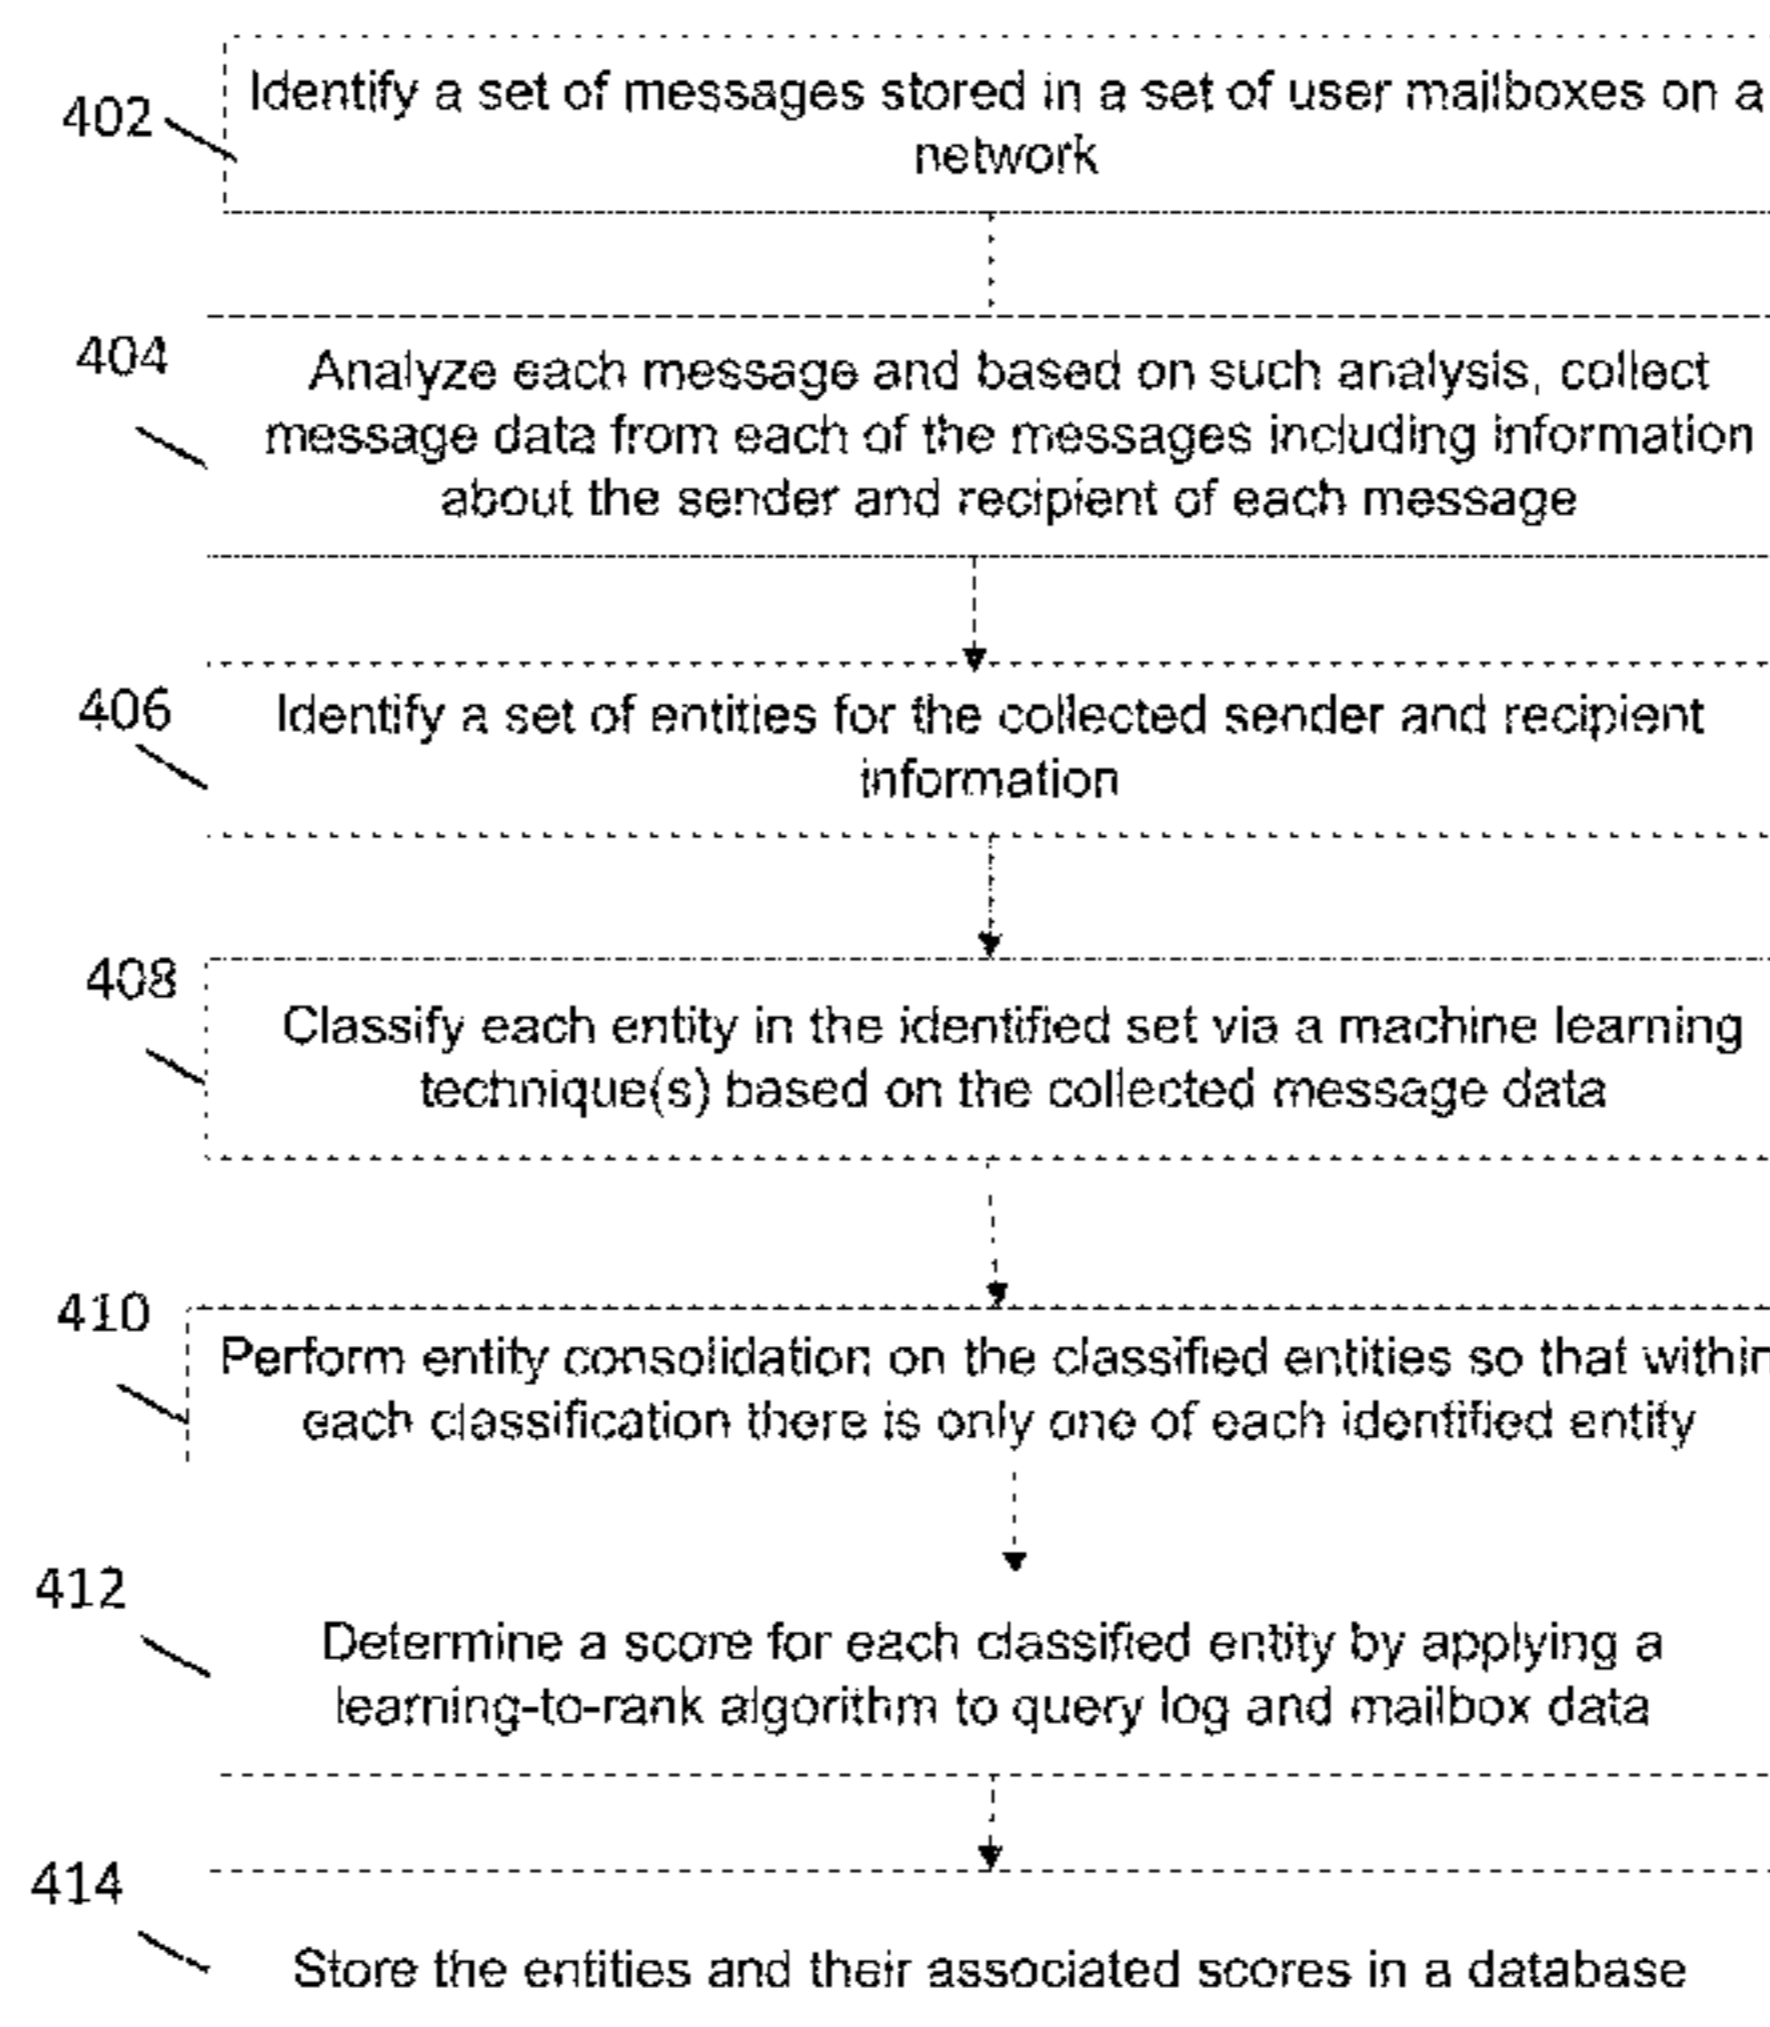 402
Identify a set of messages stored in a set of user mailboxes on a
network
404
Analyze each message and based on such analysis, collect
message data from each of the messages including information
about the sender and recipient of each message
406
Identify a set of entities for the collected sender and recipient
information
408
Classify each entity in the identified set via a machine learning
technique(s) based on the collected message data
410
Perform entity consolidation on the classified entities so that within
each classification there is only one of each identified entity
412
Determine a score for each classified entity by applying a
learning-to-rank algorithm to query log and mailbox data
414
Store the entities and their associated scores in a database